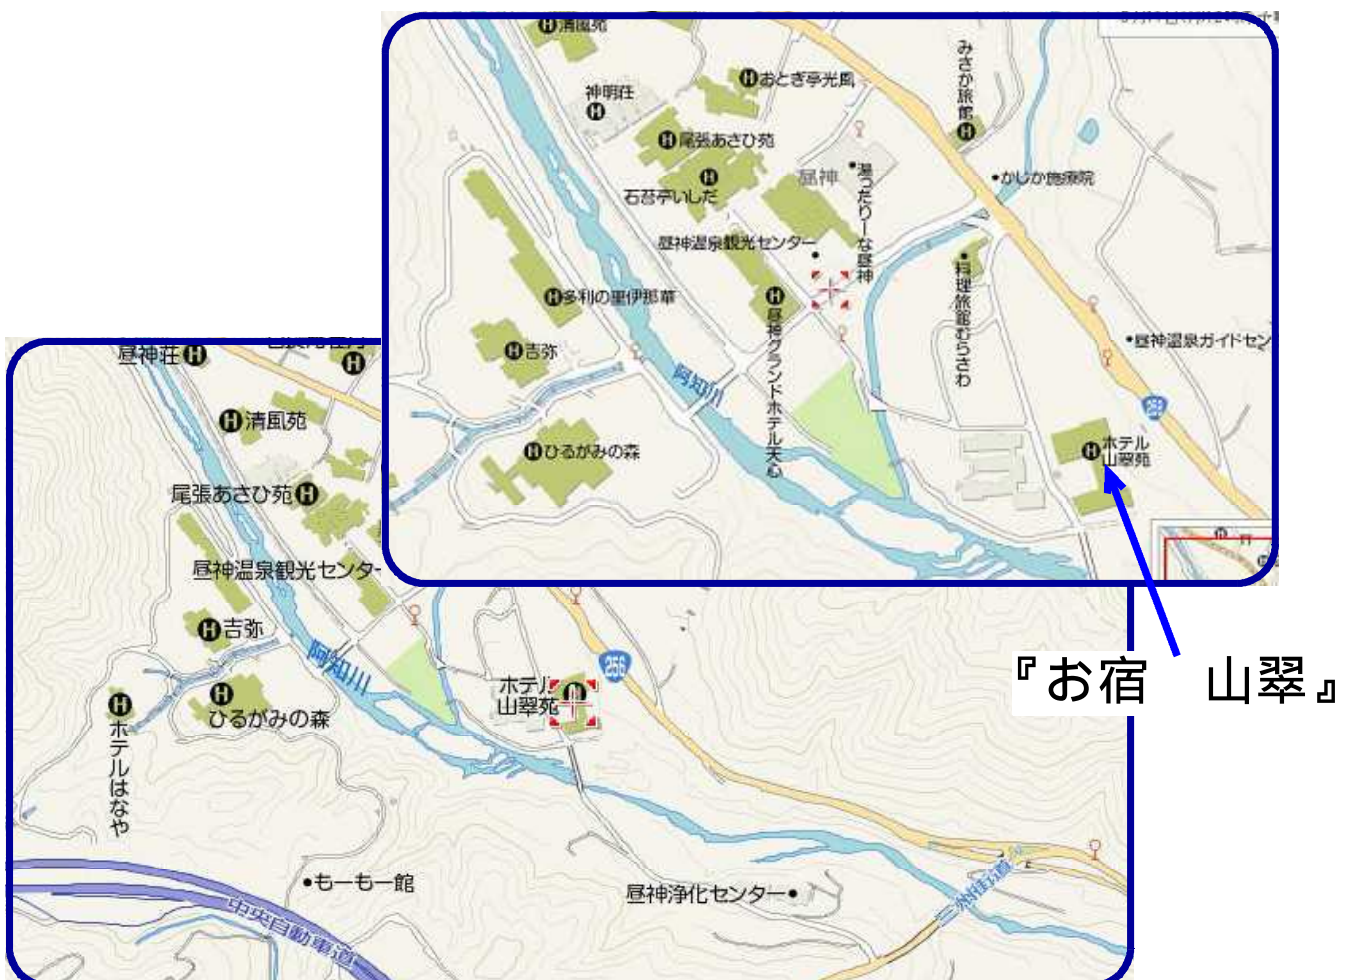 清風苑
みさか旅館
神明荘
おとぎ亭光風
尾張あさひ苑
石苔亭いしだ
昼神
湯ったりーな昼神
かじか施療院
昼神温泉観光センター
料理旅館むらさわ
多利の里伊那華
昼神グランドホテル天心
昼神温泉ガイドセン
吉弥
阿知川
256
ひるがみの森
ホテル
山翠苑
昼神荘
清風苑
尾張あさひ苑
昼神温泉観光センタ
吉弥
阿知川
256
『お宿 山翠』
ホテル
山翠苑
ひるがみの森
ホテルはなや
もーもー館
昼神浄化センター
中央自動車道
三州街道